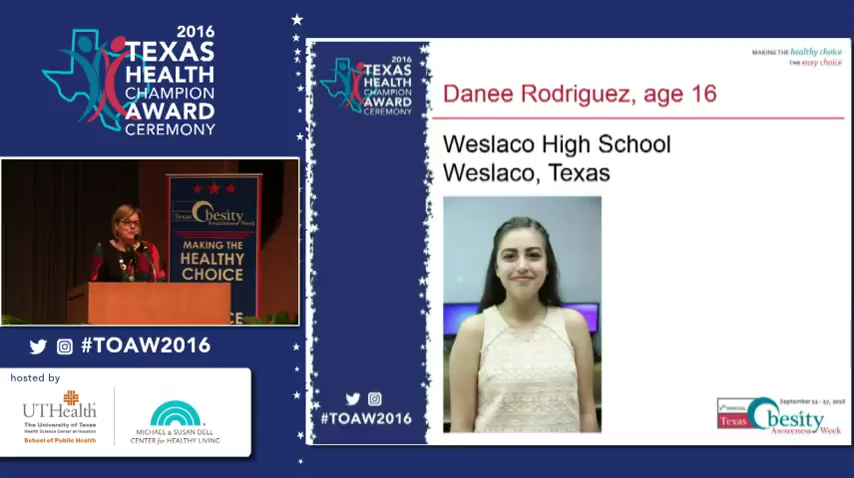 2016
TEXAS
HEALTH
CHAMPION
AWARD
CEREMONY
Texas Obesity
Awareness Week
MAKING THE
HEALTHY
CHOICE
CE
#TOAW2016
hosted by
UTHealth
The University of Texas
Health Science Center at Houston
School of Public Health
MICHAEL & SUSAN DELL
CENTER for HEALTHY LIVING
2016
TEXAS
HEALTH
CHAMPION
AWARD
CEREMONY
#TOAW2016
MAKING THE healthy choice
THE easy choice
Danee Rodriguez, age 16
Weslaco High School
Weslaco, Texas
September 11 - 17, 2016
Texas Obesity
Awareness Week